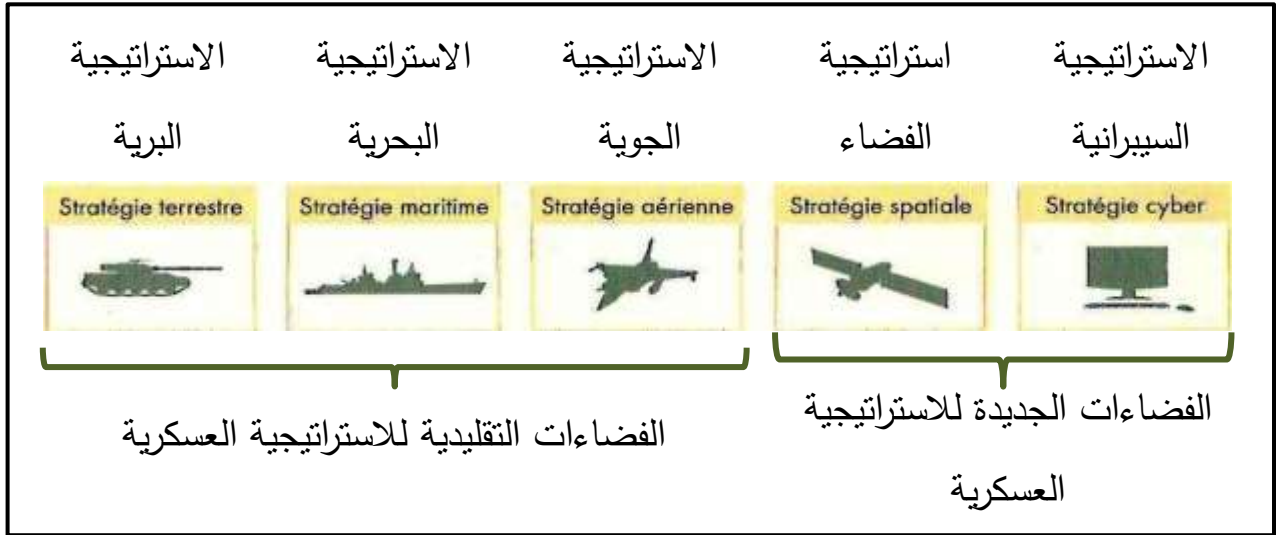 الاستراتيجية
السيبرانية
استراتيجية
الفضاء
الاستراتيجية
الجوية
الاستراتيجية
البحرية
الاستراتيجية
البرية
Stratégie terrestre
Stratégie maritime
Stratégie aérienne
Stratégie spatiale
Stratégie cyber
الفضاءات الجديدة للاستراتيجية
العسكرية
الفضاءات التقليدية للاستراتيجية العسكرية